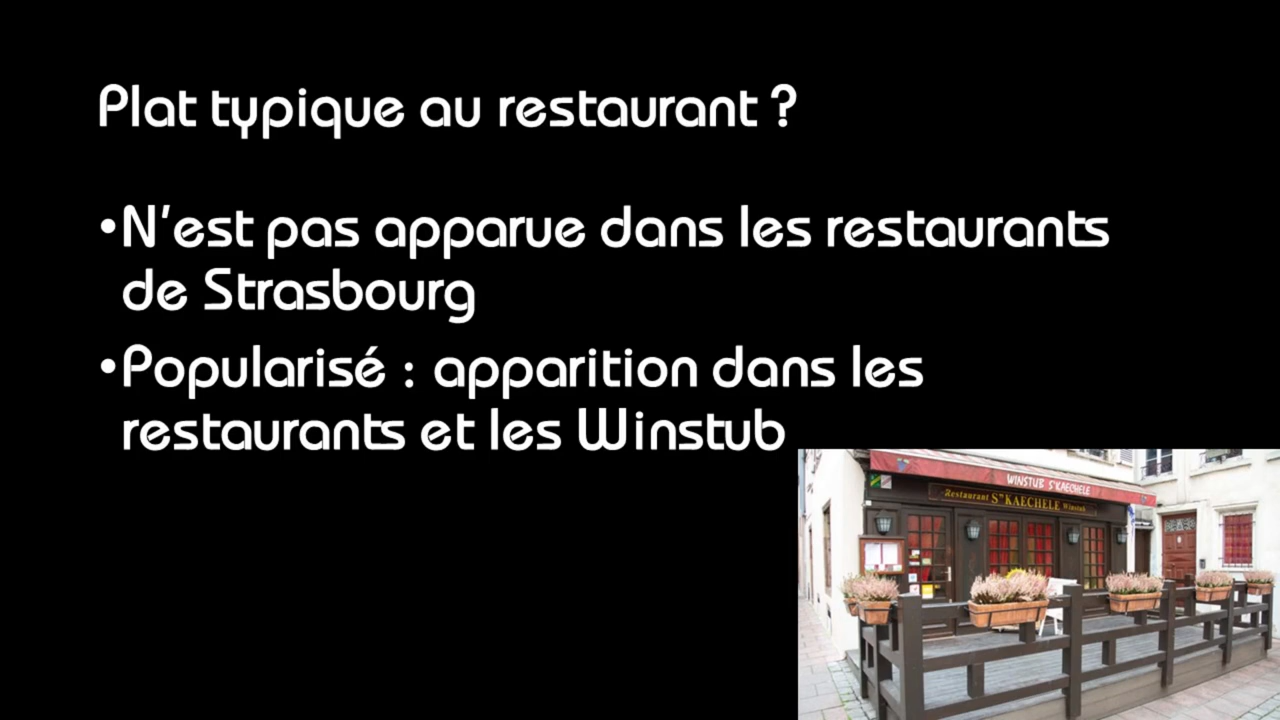 Plat typique au restaurant ?
•N’est pas apparue dans les restaurants
de Strasbourg
•Popularisé : apparition dans les
restaurants et les Winstub
WINSTUB S'KAECHELE
Restaurant S'KAECHELE Winstub